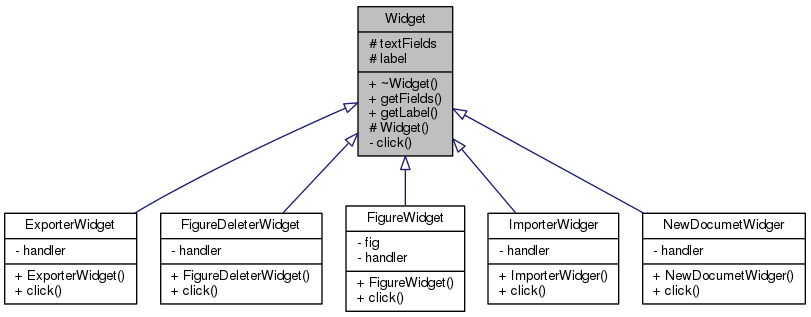 Widget
# textFields
# label
+ ~Widget()
+ getFields()
+ getLabel()
# Widget()
- click()
ExporterWidget
- handler
+ ExporterWidget()
+ click()
FigureDeleterWidget
- handler
+ FigureDeleterWidget()
+ click()
FigureWidget
- fig
- handler
+ FigureWidget()
+ click()
ImporterWidger
- handler
+ ImporterWidger()
+ click()
NewDocumetWidger
- handler
+ NewDocumetWidger()
+ click()